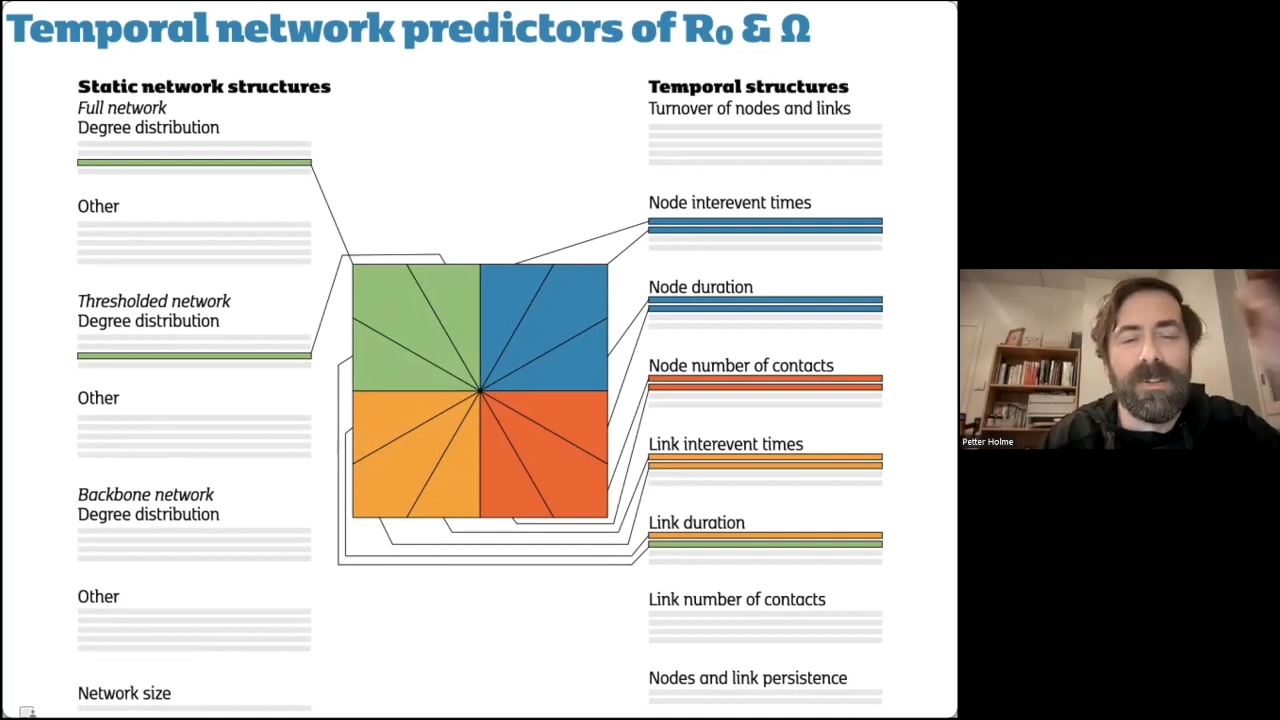 Temporal network predictors of R₀ & Ω
Static network structures
Full network
Degree distribution
Other
Thresholded network
Degree distribution
Other
Backbone network
Degree distribution
Other
Network size
Temporal structures
Turnover of nodes and links
Node interevent times
Node duration
Node number of contacts
Link interevent times
Link duration
Link number of contacts
Nodes and link persistence
Petter Holme